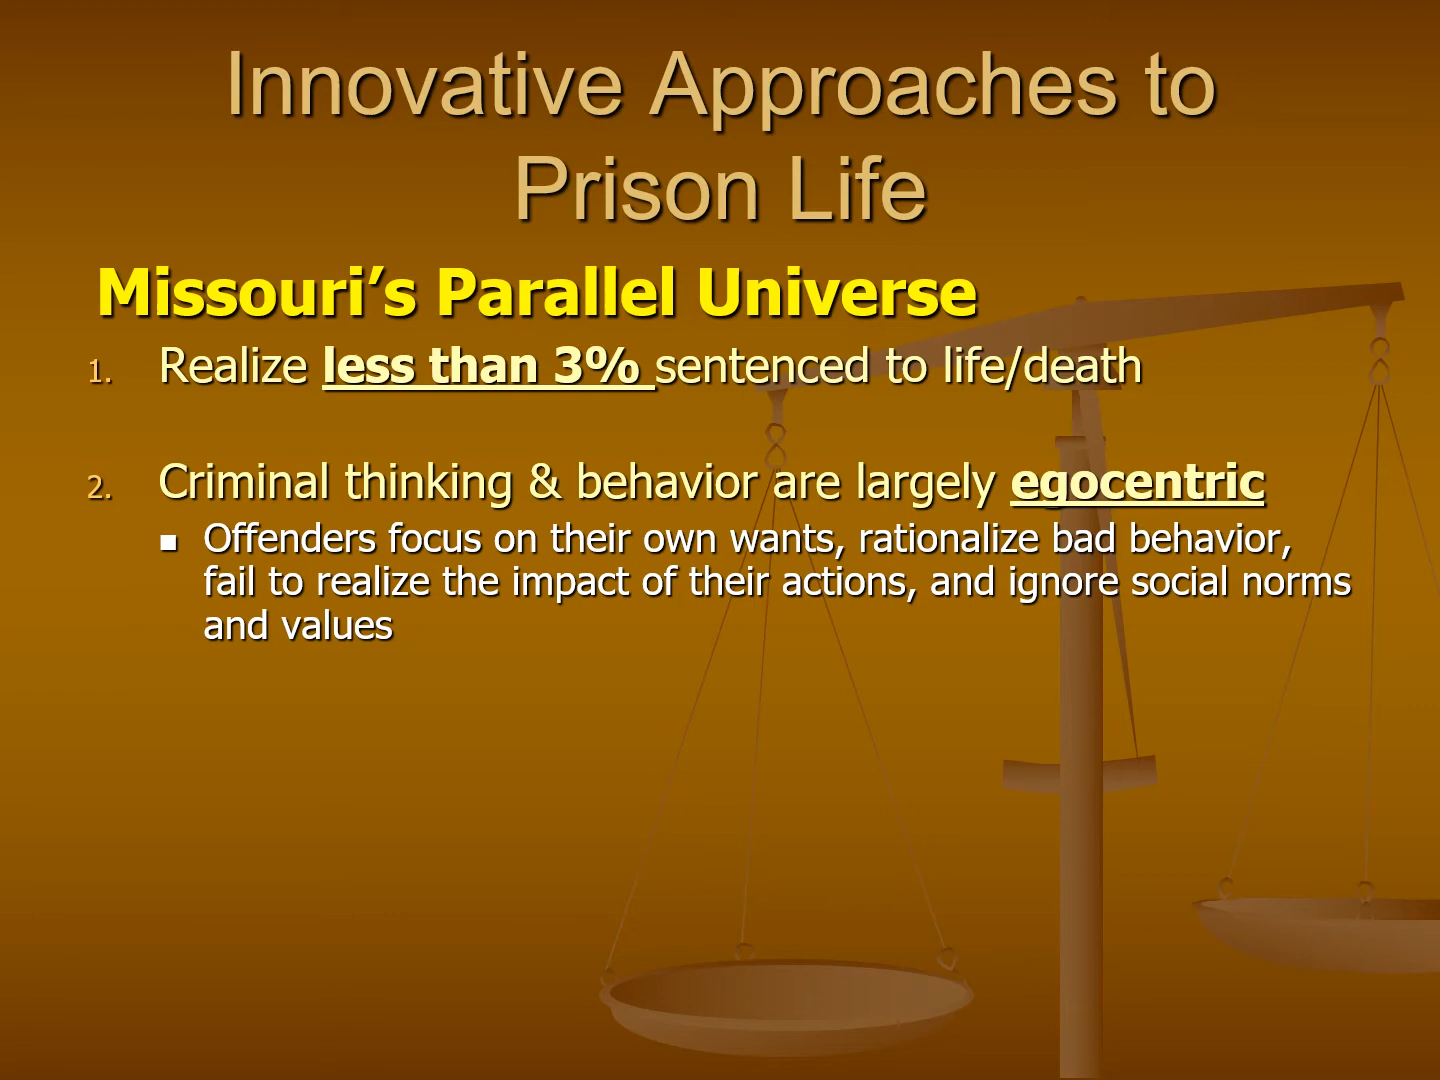 Innovative Approaches to
Prison Life
Missouri’s Parallel Universe
1. Realize less than 3% sentenced to life/death
2. Criminal thinking & behavior are largely egocentric
■ Offenders focus on their own wants, rationalize bad behavior,
fail to realize the impact of their actions, and ignore social norms
and values